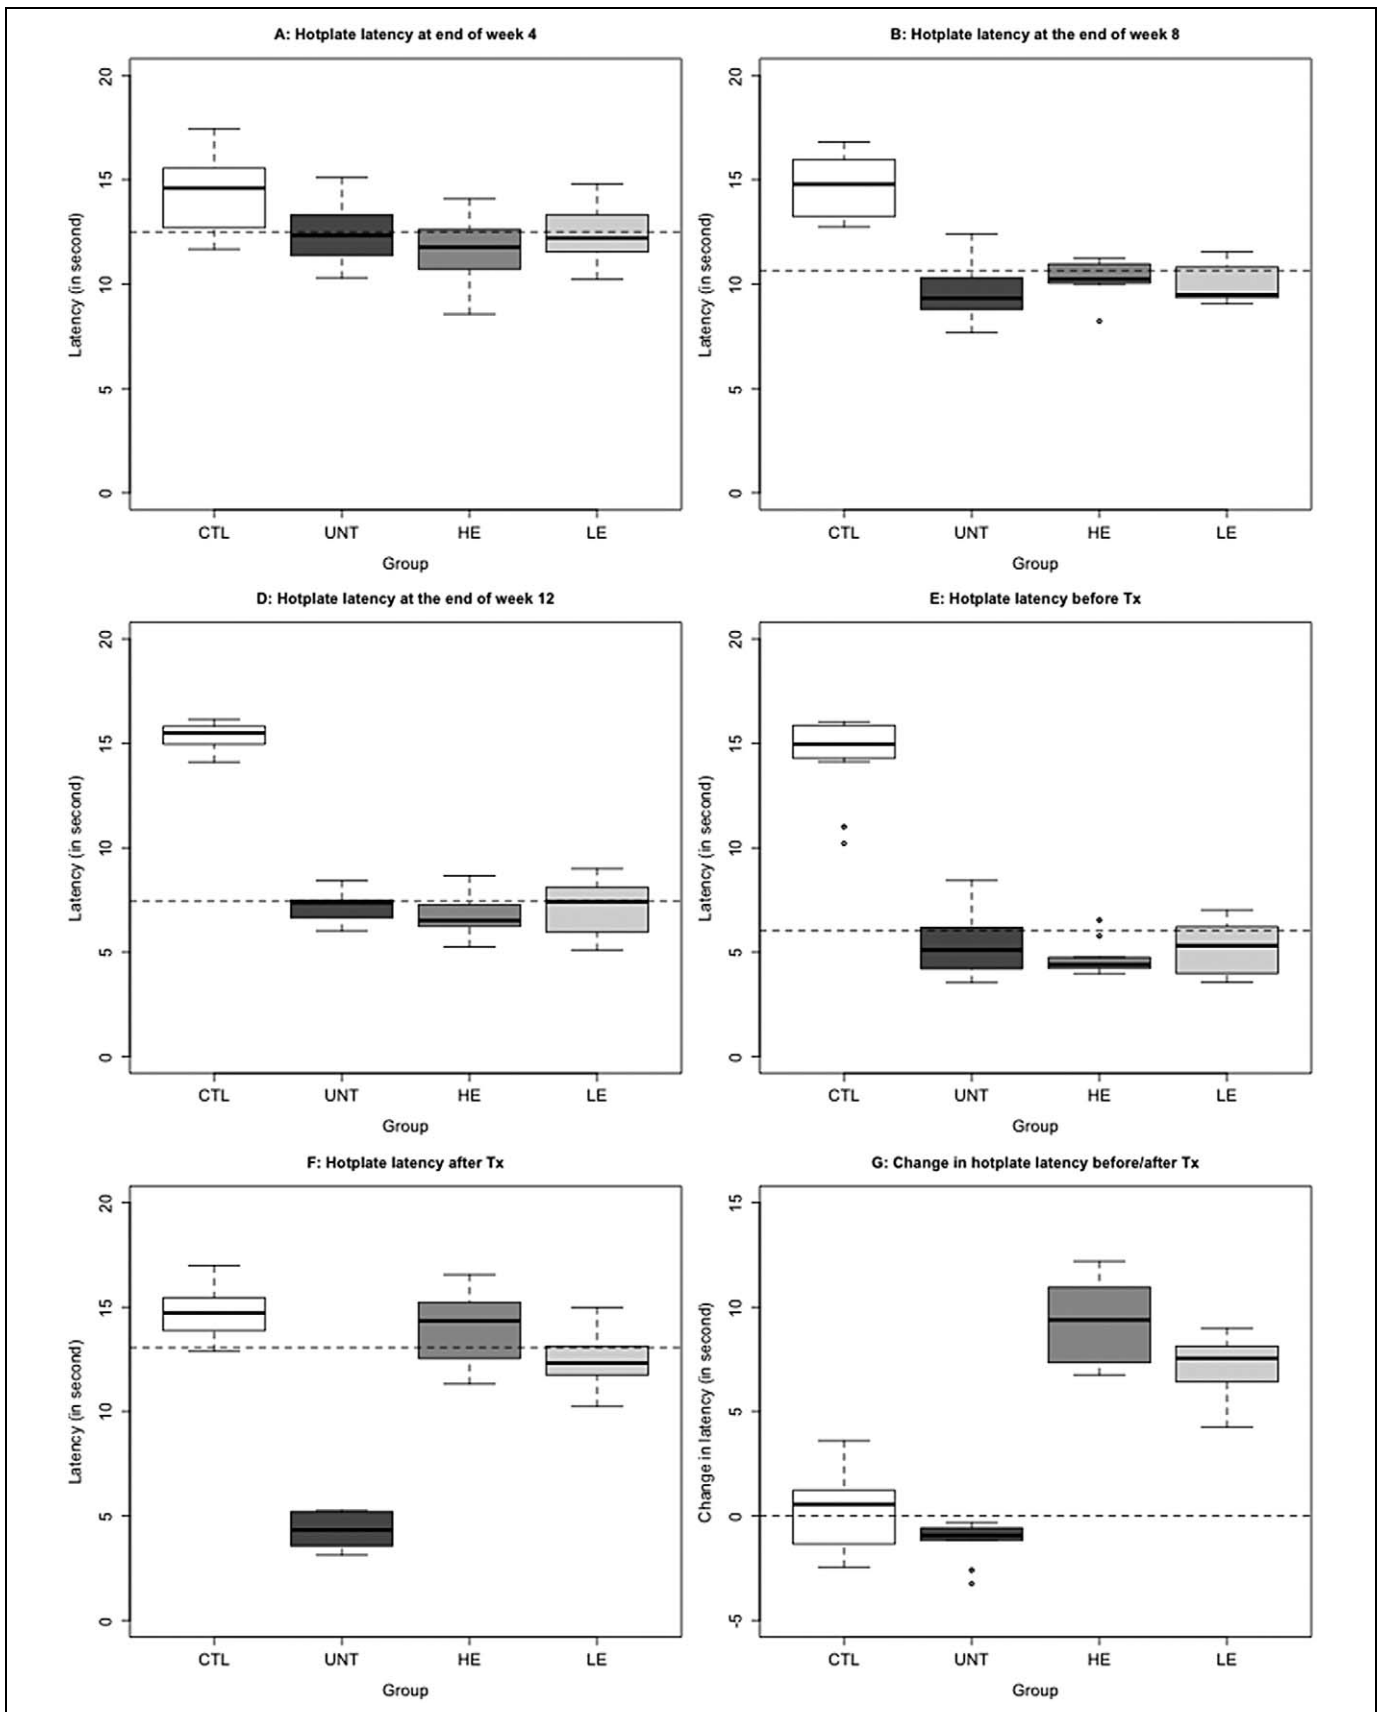 A: Hotplate latency at end of week 4
Latency (in second)
20
15
10
5
0
CTL UNT HE LE
Group
B: Hotplate latency at the end of week 8
Latency (in second)
20
15
10
5
0
CTL UNT HE LE
Group
D: Hotplate latency at the end of week 12
Latency (in second)
20
15
10
5
0
CTL UNT HE LE
Group
E: Hotplate latency before Tx
Latency (in second)
20
15
10
5
0
CTL UNT HE LE
Group
F: Hotplate latency after Tx
Latency (in second)
20
15
10
5
0
CTL UNT HE LE
Group
G: Change in hotplate latency before/after Tx
Change in latency (in second)
15
10
5
0
-5
CTL UNT HE LE
Group